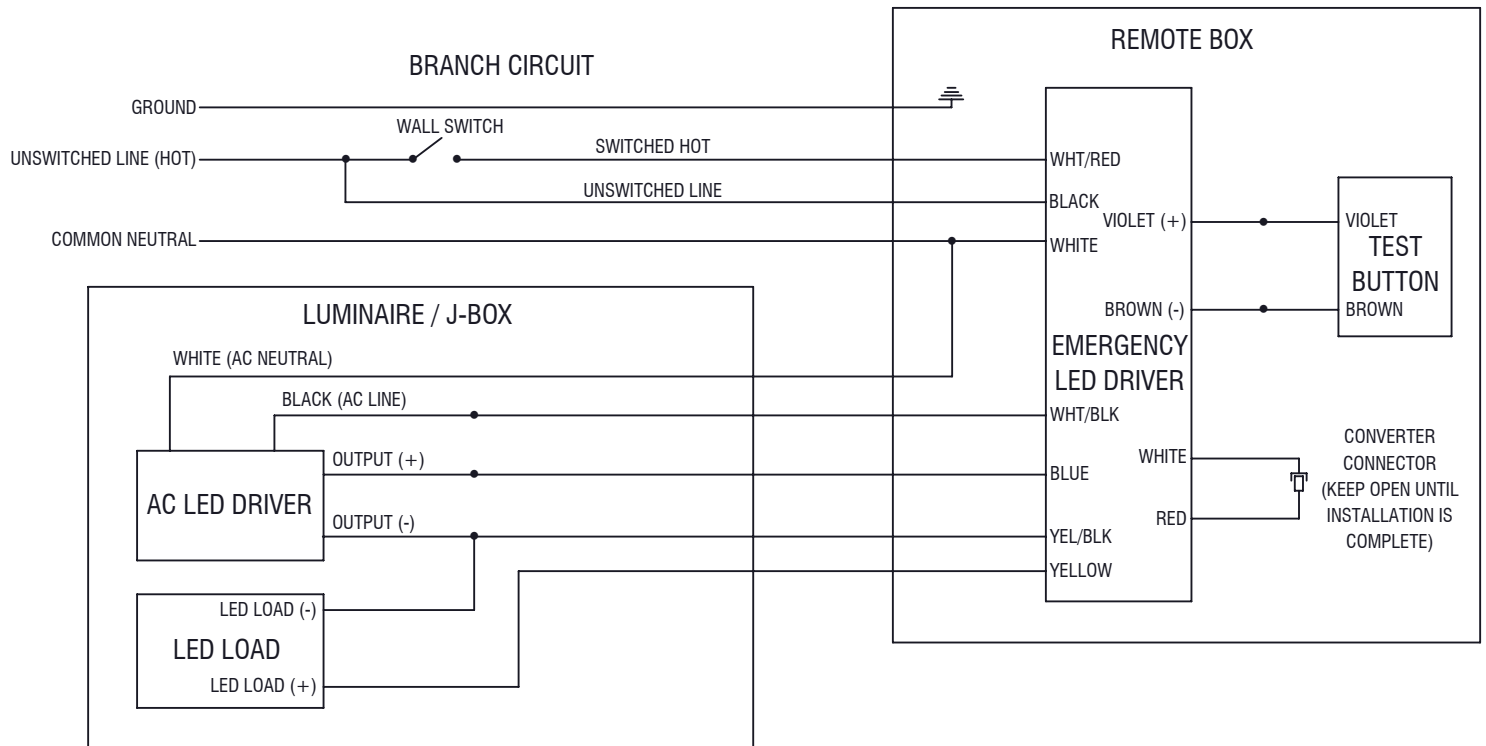 REMOTE BOX
BRANCH CIRCUIT
GROUND
WALL SWITCH
UNSWITCHED LINE (HOT)
SWITCHED HOT
WHT/RED
UNSWITCHED LINE
BLACK
VIOLET (+)
VIOLET
COMMON NEUTRAL
WHITE
TEST
BUTTON
BROWN (-)
BROWN
LUMINAIRE / J-BOX
EMERGENCY
LED DRIVER
WHITE (AC NEUTRAL)
BLACK (AC LINE)
WHT/BLK
CONVERTER
CONNECTOR
(KEEP OPEN UNTIL
INSTALLATION IS
COMPLETE)
WHITE
OUTPUT (+)
BLUE
AC LED DRIVER
RED
OUTPUT (-)
YEL/BLK
YELLOW
LED LOAD (-)
LED LOAD
LED LOAD (+)